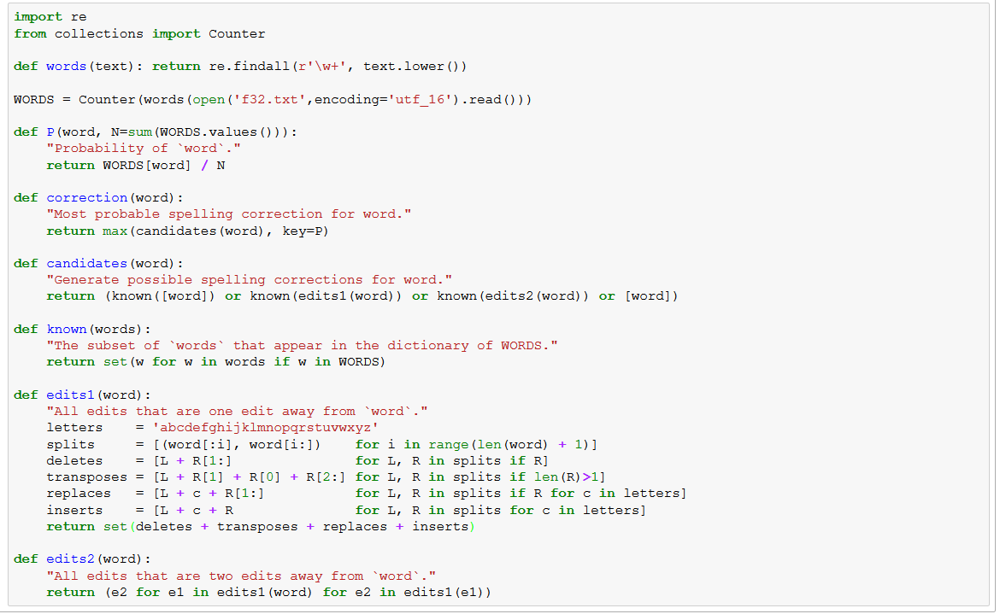 import re
from collections import Counter

def words(text): return re.findall(r'\w+', text.lower())

WORDS = Counter(words(open('f32.txt',encoding='utf_16').read()))

def P(word, N=sum(WORDS.values())):
    "Probability of `word`."
    return WORDS[word] / N

def correction(word):
    "Most probable spelling correction for word."
    return max(candidates(word), key=P)

def candidates(word):
    "Generate possible spelling corrections for word."
    return (known([word]) or known(edits1(word)) or known(edits2(word)) or [word])

def known(words):
    "The subset of `words` that appear in the dictionary of WORDS."
    return set(w for w in words if w in WORDS)

def edits1(word):
    "All edits that are one edit away from `word`."
    letters    = 'abcdefghijklmnopqrstuvwxyz'
    splits     = [(word[:i], word[i:])    for i in range(len(word) + 1)]
    deletes    = [L + R[1:]               for L, R in splits if R]
    transposes = [L + R[1] + R[0] + R[2:] for L, R in splits if len(R)>1]
    replaces   = [L + c + R[1:]           for L, R in splits if R for c in letters]
    inserts    = [L + c + R               for L, R in splits for c in letters]
    return set(deletes + transposes + replaces + inserts)

def edits2(word):
    "All edits that are two edits away from `word`."
    return (e2 for e1 in edits1(word) for e2 in edits1(e1))